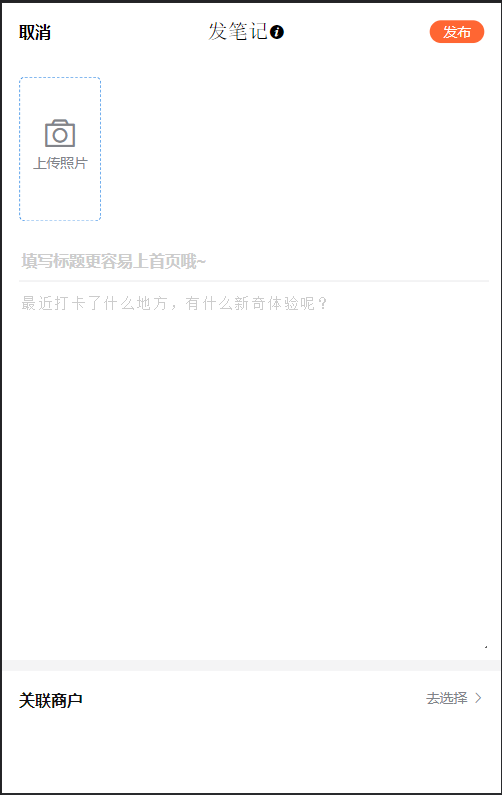 取消 发笔记 发布
上传照片
填写标题更容易上首页哦~
最近打卡了什么地方，有什么新奇体验呢？
关联商户 去选择 >